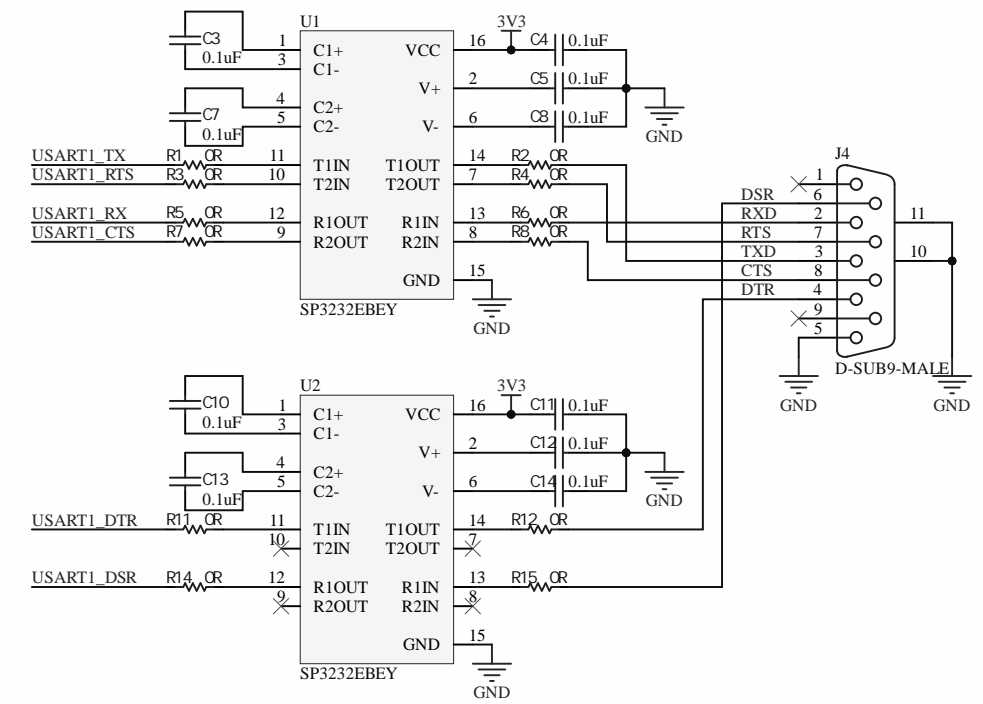 U1
C3
0.1uF
1 C1+
3 C1-
C7
0.1uF
4 C2+
5 C2-
USART1_TX R1 0R 11 T1IN
USART1_RTS R3 0R 10 T2IN
USART1_RX R5 0R 12 R1OUT
USART1_CTS R7 0R 9 R2OUT
3V3
VCC 16 C4 0.1uF
V+ 2 C5 0.1uF
V- 6 C8 0.1uF
GND
T1OUT 14 R2 0R
T2OUT 7 R4 0R
R1IN 13 R6 0R
R2IN 8 R8 0R
GND 15
GND
SP3232EBEY
J4
1
DSR 6
RXD 2
RTS 7
TXD 3
CTS 8
DTR 4
9
5
11
10
D-SUB9-MALE
GND
GND
U2
C10
0.1uF
1 C1+
3 C1-
C13
0.1uF
4 C2+
5 C2-
USART1_DTR R11 0R 11 T1IN
10 T2IN
USART1_DSR R14 0R 12 R1OUT
9 R2OUT
3V3
VCC 16 C11 0.1uF
V+ 2 C12 0.1uF
V- 6 C14 0.1uF
GND
T1OUT 14 R12 0R
T2OUT 7
R1IN 13 R15 0R
R2IN 8
GND 15
GND
SP3232EBEY